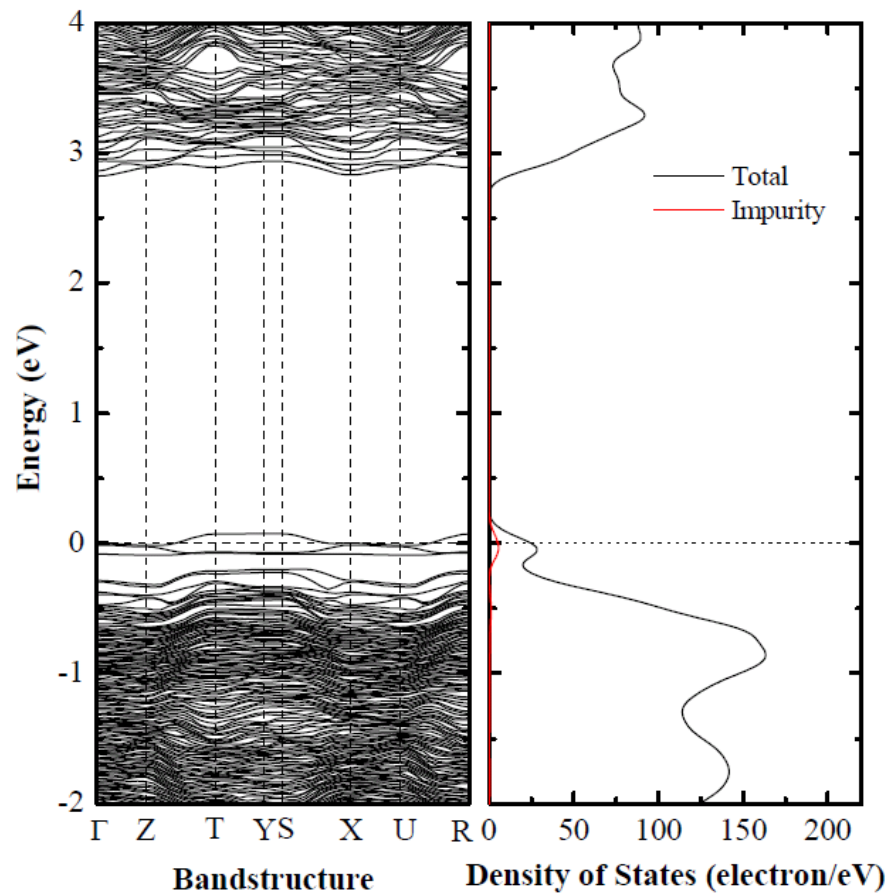 4
3
2
1
0
-1
-2
Energy (eV)
Γ Z T Y S X U R
Bandstructure
Total
Impurity
0 50 100 150 200
Density of States (electron/eV)